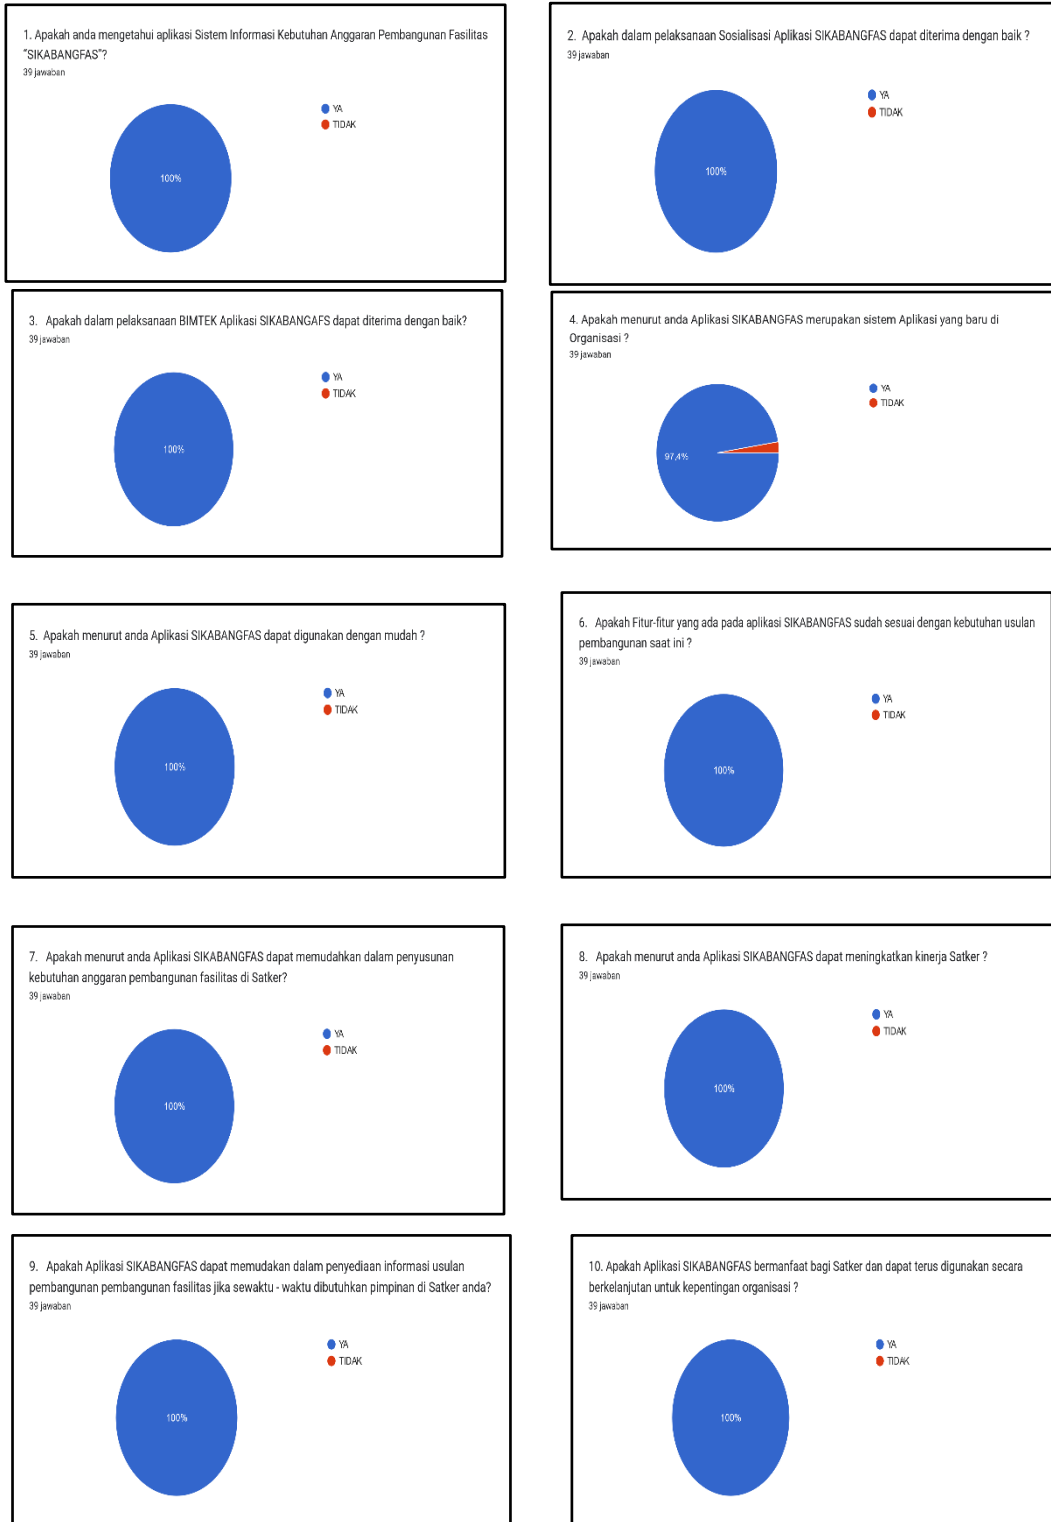 1. Apakah anda mengetahui aplikasi Sistem Informasi Kebutuhan Anggaran Pembangunan Fasilitas
"SIKABANGFAS"?
39 jawaban
YA
TIDAK
100%
2. Apakah dalam pelaksanaan Sosialisasi Aplikasi SIKABANGFAS dapat diterima dengan baik ?
39 jawaban
YA
TIDAK
100%
3. Apakah dalam pelaksanaan BIMTEK Aplikasi SIKABANGAFS dapat diterima dengan baik?
39 jawaban
YA
TIDAK
100%
4. Apakah menurut anda Aplikasi SIKABANGFAS merupakan sistem Aplikasi yang baru di
Organisasi ?
39 jawaban
YA
TIDAK
97,4%
5. Apakah menurut anda Aplikasi SIKABANGFAS dapat digunakan dengan mudah ?
39 jawaban
YA
TIDAK
100%
6. Apakah Fitur-fitur yang ada pada aplikasi SIKABANGFAS sudah sesuai dengan kebutuhan usulan
pembangunan saat ini ?
39 jawaban
YA
TIDAK
100%
7. Apakah menurut anda Aplikasi SIKABANGFAS dapat memudahkan dalam penyusunan
kebutuhan anggaran pembangunan fasilitas di Satker?
39 jawaban
YA
TIDAK
100%
8. Apakah menurut anda Aplikasi SIKABANGFAS dapat meningkatkan kinerja Satker ?
39 jawaban
YA
TIDAK
100%
9. Apakah Aplikasi SIKABANGFAS dapat memudakan dalam penyediaan informasi usulan
pembangunan pembangunan fasilitas jika sewaktu - waktu dibutuhkan pimpinan di Satker anda?
39 jawaban
YA
TIDAK
100%
10. Apakah Aplikasi SIKABANGFAS bermanfaat bagi Satker dan dapat terus digunakan secara
berkelanjutan untuk kepentingan organisasi ?
39 jawaban
YA
TIDAK
100%